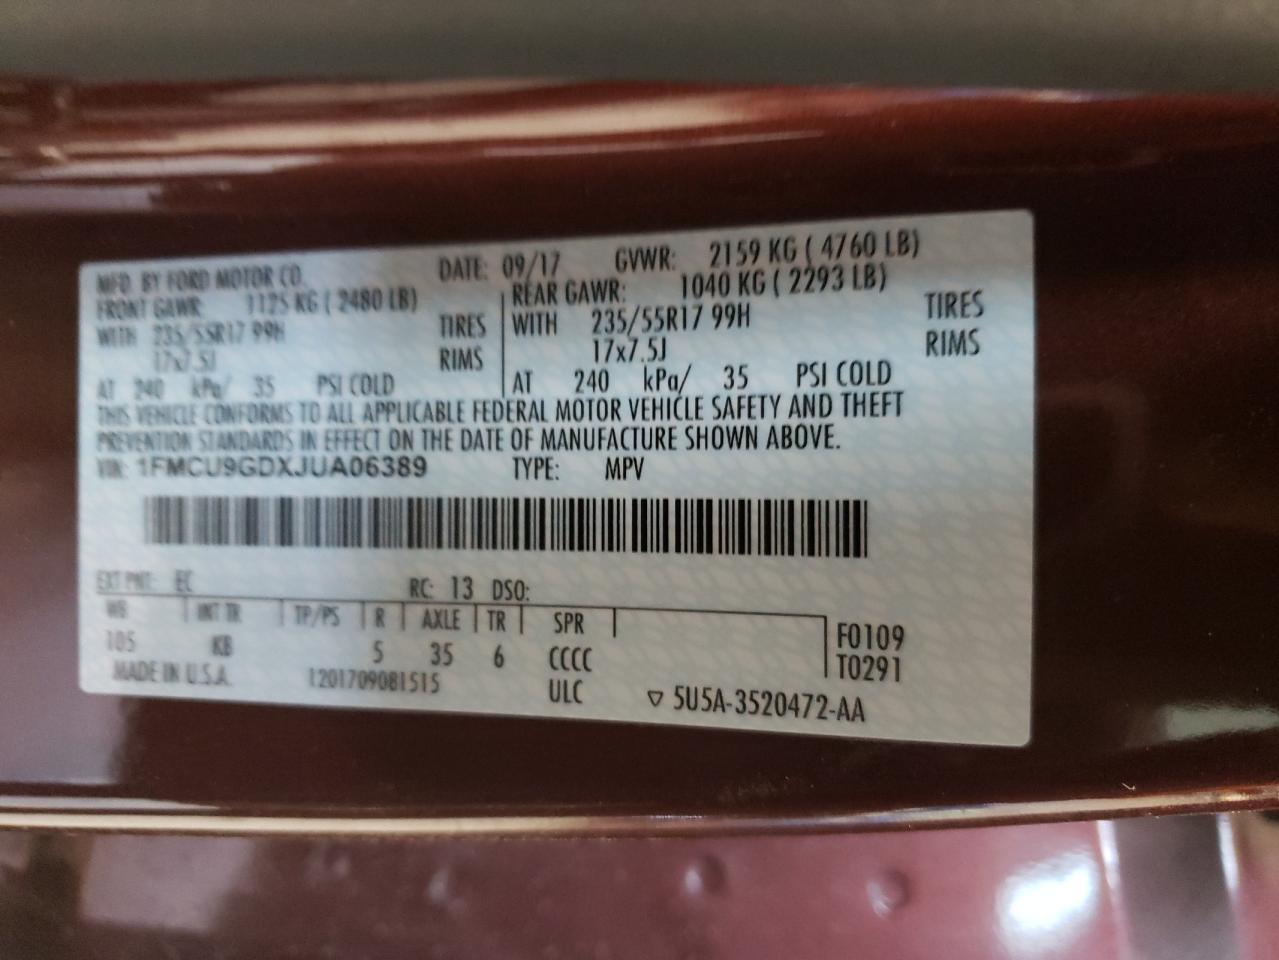 MFD. BY FORD MOTOR CO. DATE: 09/17 GVWR: 2159 KG ( 4760 LB)
FRONT GAWR: 1125 KG ( 2480 LB) REAR GAWR: 1040 KG ( 2293 LB)
WITH 235/55R17 99H TIRES WITH 235/55R17 99H TIRES
17x7.5J RIMS 17x7.5J RIMS
AT 240 kPa/ 35 PSI COLD AT 240 kPa/ 35 PSI COLD
THIS VEHICLE CONFORMS TO ALL APPLICABLE FEDERAL MOTOR VEHICLE SAFETY AND THEFT
PREVENTION STANDARDS IN EFFECT ON THE DATE OF MANUFACTURE SHOWN ABOVE.
VIN: 1FMCU9GDXJUA06389 TYPE: MPV
EXT PNT: EC RC: 13 DSO:
WB INT TR TP/PS R AXLE TR SPR F0109
105 KB 5 35 6 CCCC T0291
MADE IN U.S.A. 1201709081515 ULC ▽ 5U5A-3520472-AA